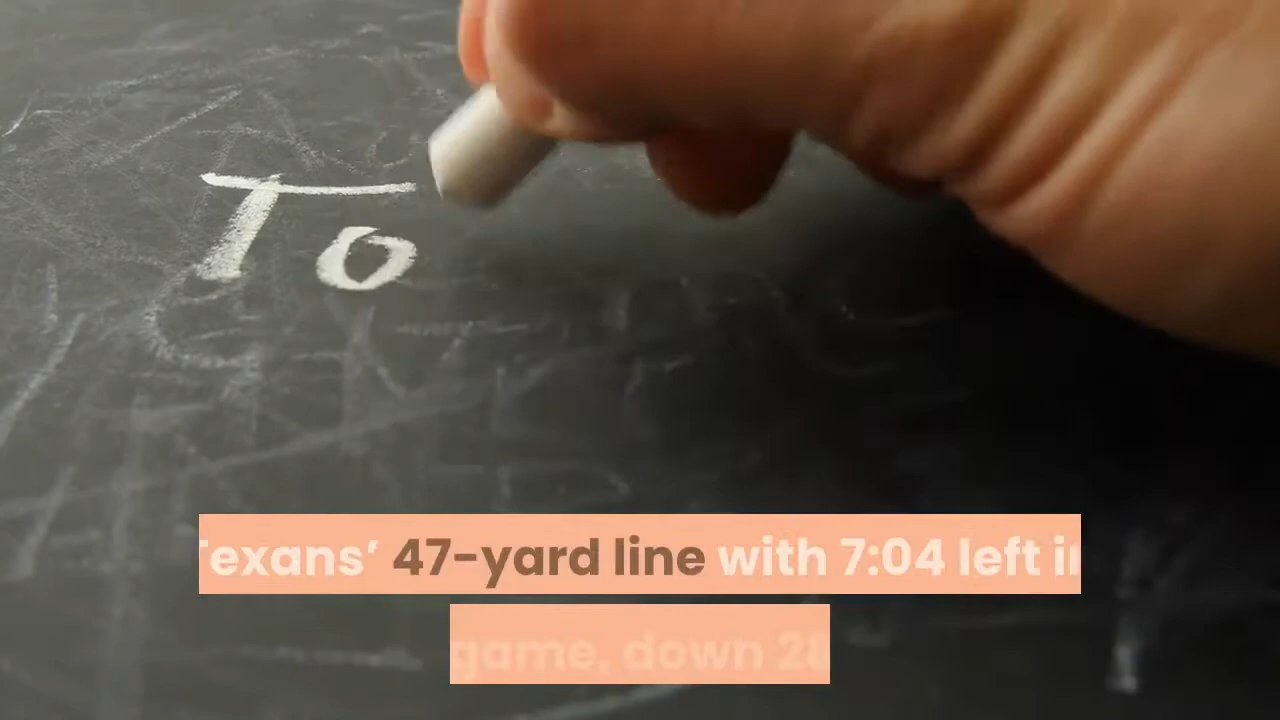 To
Texans’ 47-yard line with 7:04 left in
game, down 28